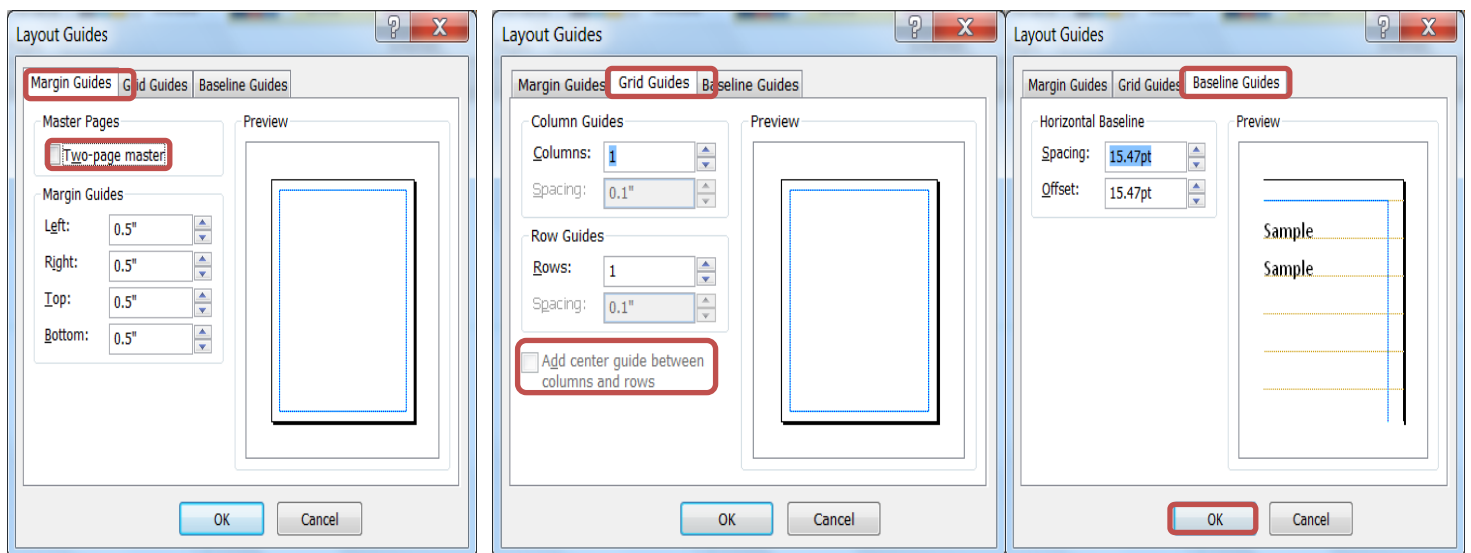 Layout Guides
? X
Margin Guides Grid Guides Baseline Guides
Master Pages
Two-page master
Margin Guides
Left: 0.5"
Right: 0.5"
Top: 0.5"
Bottom: 0.5"
Preview
OK Cancel
Layout Guides
? X
Margin Guides Grid Guides Baseline Guides
Column Guides
Columns: 1
Spacing: 0.1"
Row Guides
Rows: 1
Spacing: 0.1"
Add center guide between
columns and rows
Preview
OK Cancel
Layout Guides
? X
Margin Guides Grid Guides Baseline Guides
Horizontal Baseline
Spacing: 15.47pt
Offset: 15.47pt
Preview
Sample
Sample
OK Cancel